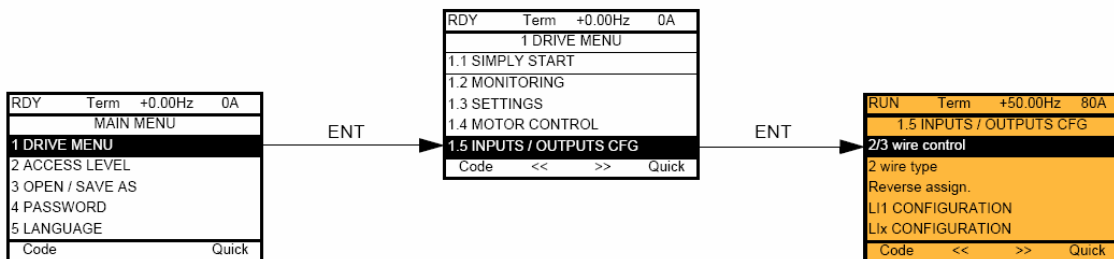 RDY Term +0.00Hz 0A
MAIN MENU
1 DRIVE MENU
2 ACCESS LEVEL
3 OPEN / SAVE AS
4 PASSWORD
5 LANGUAGE
Code Quick
ENT
RDY Term +0.00Hz 0A
1 DRIVE MENU
1.1 SIMPLY START
1.2 MONITORING
1.3 SETTINGS
1.4 MOTOR CONTROL
1.5 INPUTS / OUTPUTS CFG
Code << >> Quick
ENT
RUN Term +50.00Hz 80A
1.5 INPUTS / OUTPUTS CFG
2/3 wire control
2 wire type
Reverse assign.
LI1 CONFIGURATION
LIx CONFIGURATION
Code << >> Quick